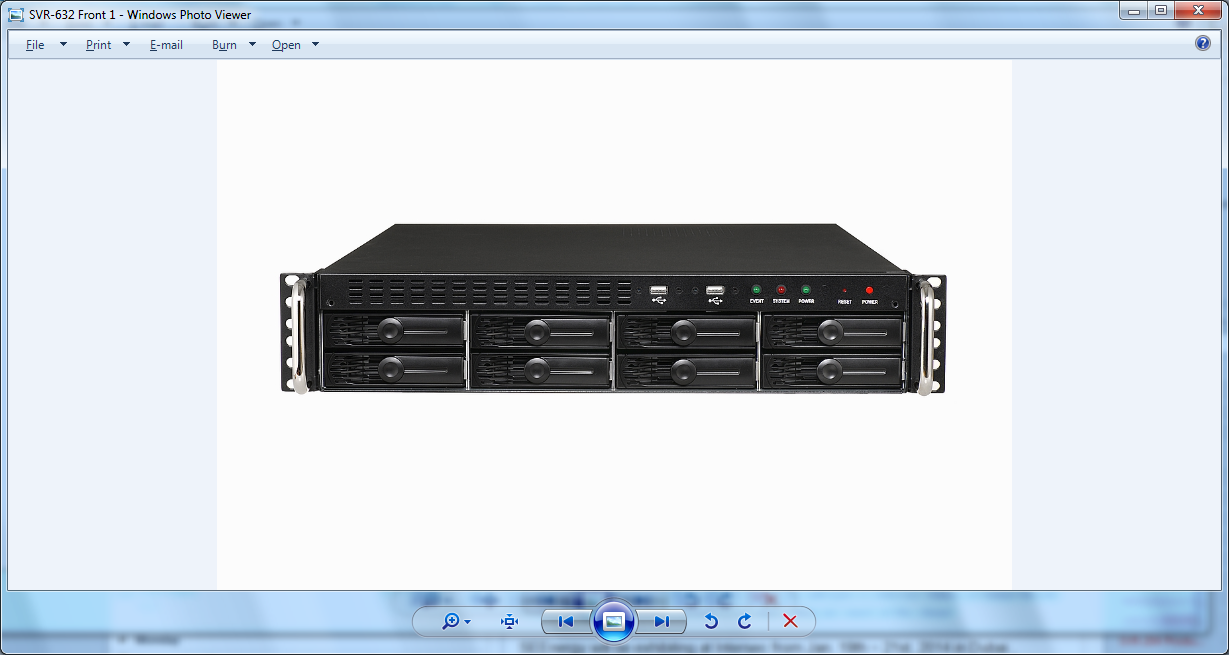 SVR-632 Front 1 - Windows Photo Viewer
File Print E-mail Burn Open
EVENT SYSTEM POWER RESET POWER